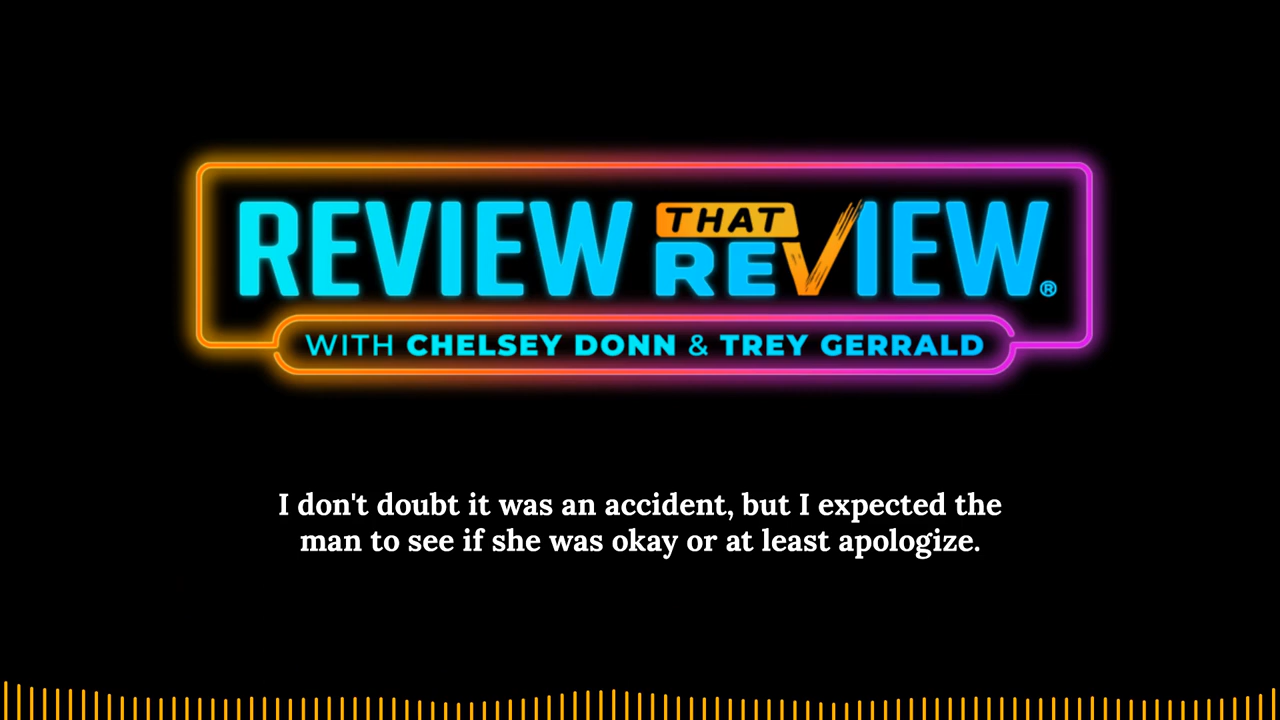 REVIEW THAT REVIEW®
WITH CHELSEY DONN & TREY GERRALD
I don't doubt it was an accident, but I expected the
man to see if she was okay or at least apologize.